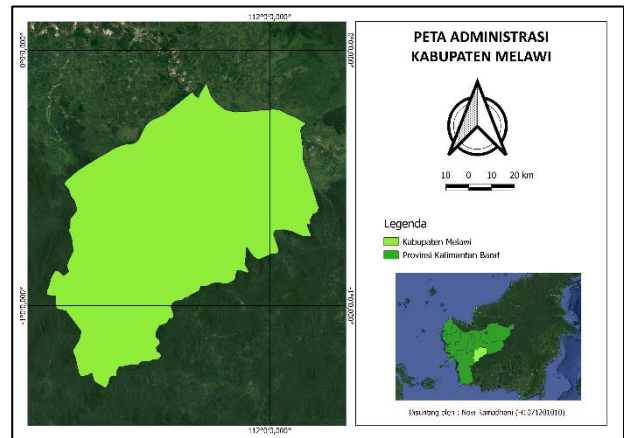 112°0'0,000"
0°0'0,000"
0°0'0,000"
-1°0'0,000"
-1°0'0,000"
112°0'0,000"
PETA ADMINISTRASI
KABUPATEN MELAWI
10 0 10 20 km
Legenda
Kabupaten Melawi
Provinsi Kalimantan Barat
Disunting oleh : Novi Ramadhani (H1071201010)